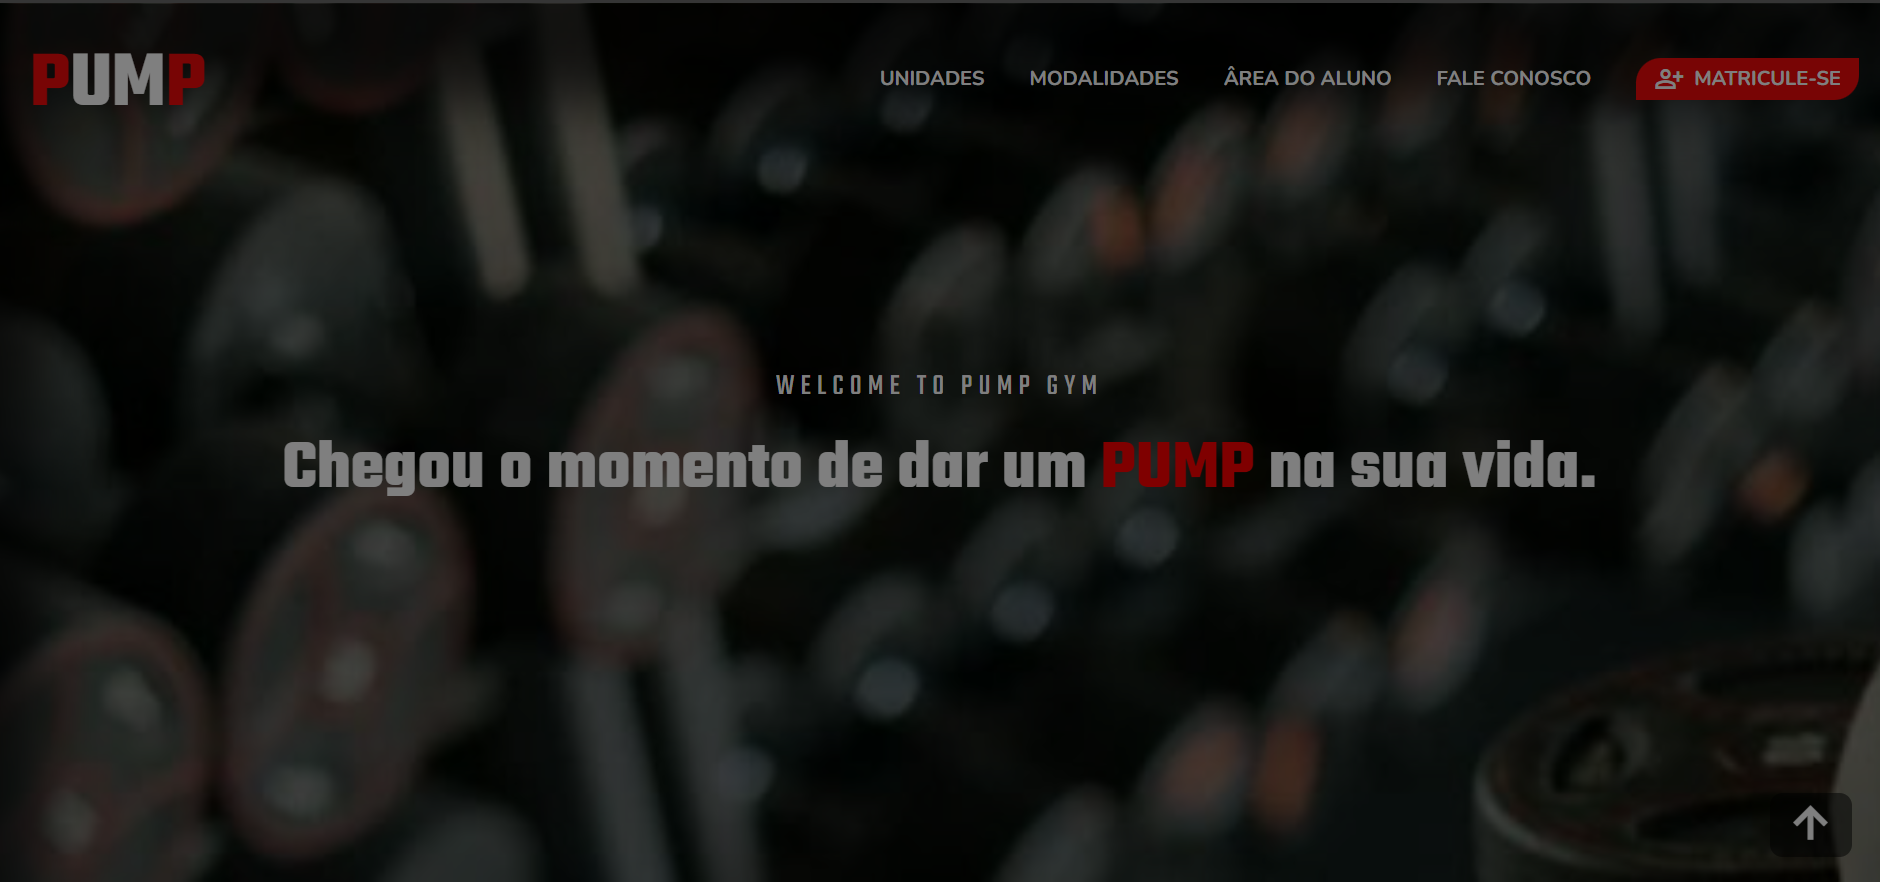 PUMP
UNIDADES MODALIDADES ÂREA DO ALUNO FALE CONOSCO MATRICULE-SE
WELCOME TO PUMP GYM
Chegou o momento de dar um PUMP na sua vida.